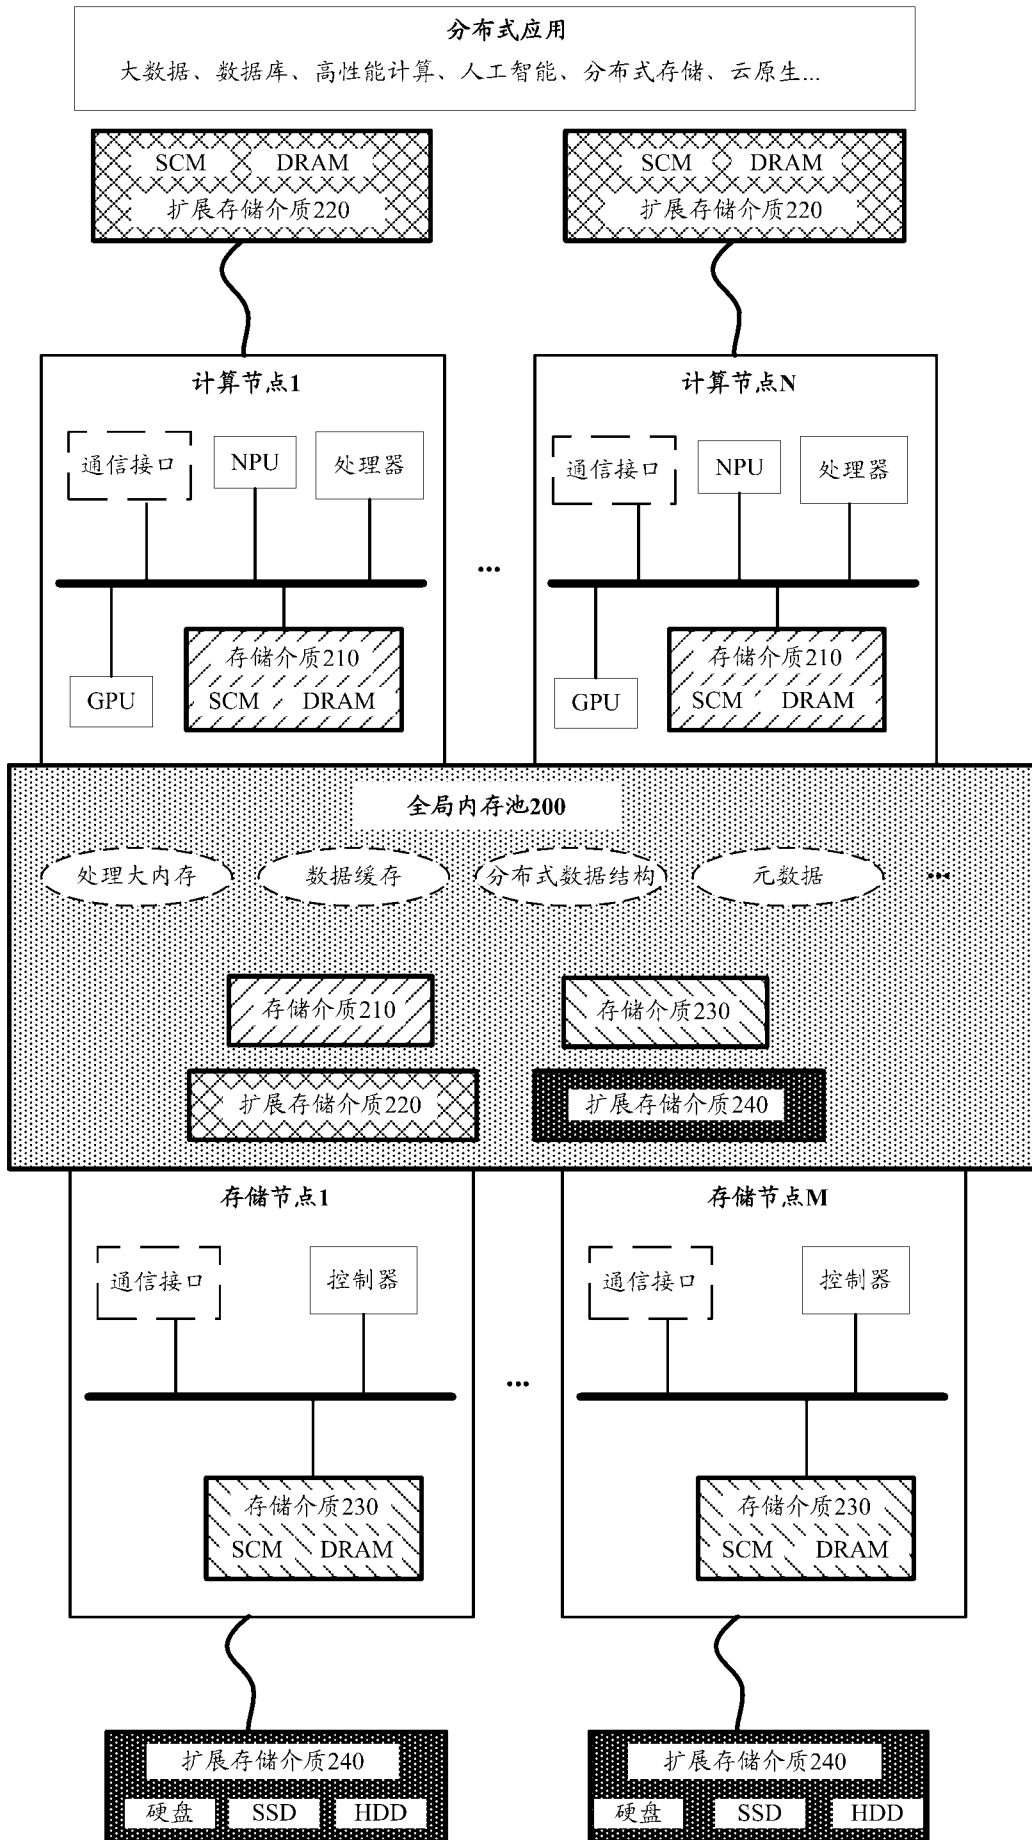 分布式应用
大数据、数据库、高性能计算、人工智能、分布式存储、云原生...
SCM DRAM
扩展存储介质220
SCM DRAM
扩展存储介质220
计算节点1
通信接口 NPU 处理器
GPU
存储介质210
SCM DRAM
...
计算节点N
通信接口 NPU 处理器
GPU
存储介质210
SCM DRAM
全局内存池200
处理大内存 数据缓存 分布式数据结构 元数据 ...
存储介质210 存储介质230
扩展存储介质220 扩展存储介质240
存储节点1
通信接口 控制器
存储介质230
SCM DRAM
...
存储节点M
通信接口 控制器
存储介质230
SCM DRAM
扩展存储介质240
硬盘 SSD HDD
扩展存储介质240
硬盘 SSD HDD